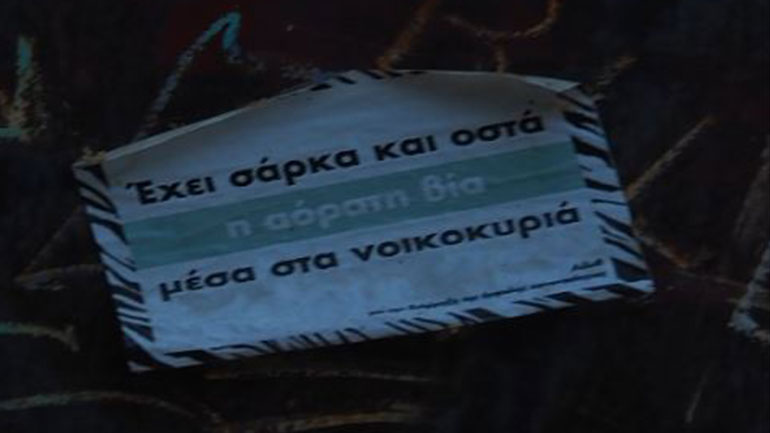 Έχει σάρκα και οστά
η αόρατη βία
μέσα στα νοικοκυριά